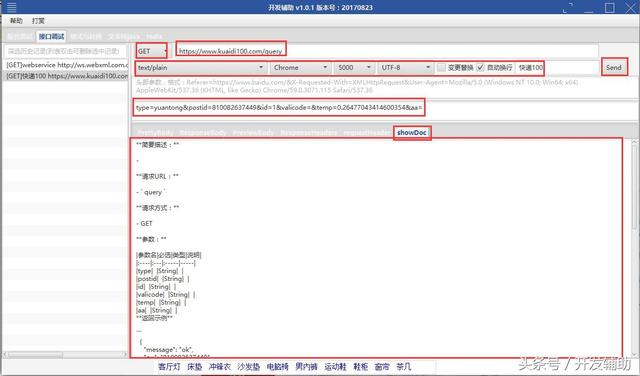 开发辅助 v1.0.1 版本号：20170823
帮助 打赏
接口调试 文本转java redis
筛选历史记录(列表双击可删除选中记录)
[GET]webservice http://ws.webxml.com.c
[GET]快递100 https://www.kuaidi100.com
GET https://www.kuaidi100.com/query
text/plain Chrome 5000 UTF-8 变更替换 自动换行 快递100 Send
头部参数，格式：Referer=https://www.baidu.com/&X-Requested-With=XMLHttpRequest&User-Agent=Mozilla/5.0 (Windows NT 10.0; Win64; x64)
AppleWebKit/537.36 (KHTML, like Gecko) Chrome/59.0.3071.115 Safari/537.36
type=yuantong&postid=810082637449&id=1&valicode=&temp=0.26477043414600354&aa=
PrettyBody ResponseBody PreviewBody ResponseHeaders requestHeader showDoc
**简要描述：**
-
**请求URL：**
- ` query `
**请求方式：**
- GET
**参数：**
|参数名|必选|类型|说明|
|:----|:---|:-----|-----|
|type| |String| |
|postid| |String| |
|id| |String| |
|valicode| |String| |
|temp| |String| |
|aa| |String| |
**返回示例**
```
{
"message": "ok",
客厅灯 床垫 冲锋衣 沙发垫 电脑椅 男内裤 运动鞋 鞋柜 窗帘 茶几
头条号 / 开发辅助